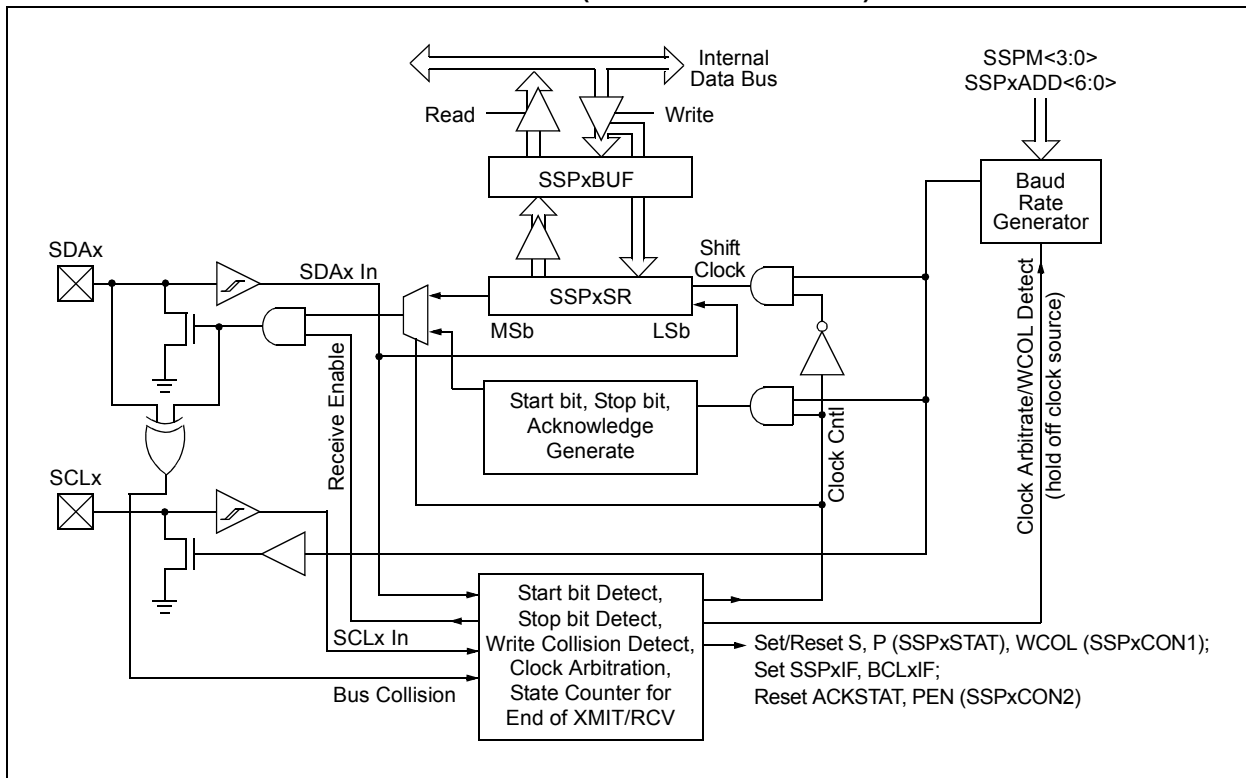 Internal
Data Bus
SSPM<3:0>
SSPxADD<6:0>
Read
Write
SSPxBUF
Baud
Rate
Generator
SDAx
SDAx In
Shift
Clock
SSPxSR
MSb
LSb
Receive Enable
Start bit, Stop bit,
Acknowledge
Generate
Clock Cntl
Clock Arbitrate/WCOL Detect
(hold off clock source)
SCLx
SCLx In
Bus Collision
Start bit Detect,
Stop bit Detect,
Write Collision Detect,
Clock Arbitration,
State Counter for
End of XMIT/RCV
Set/Reset S, P (SSPxSTAT), WCOL (SSPxCON1);
Set SSPxIF, BCLxIF;
Reset ACKSTAT, PEN (SSPxCON2)